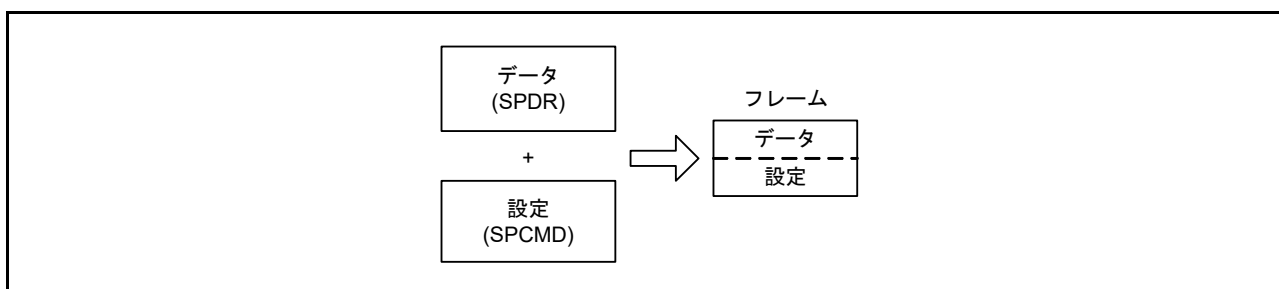 データ
(SPDR)
+
設定
(SPCMD)
フレーム
データ
設定